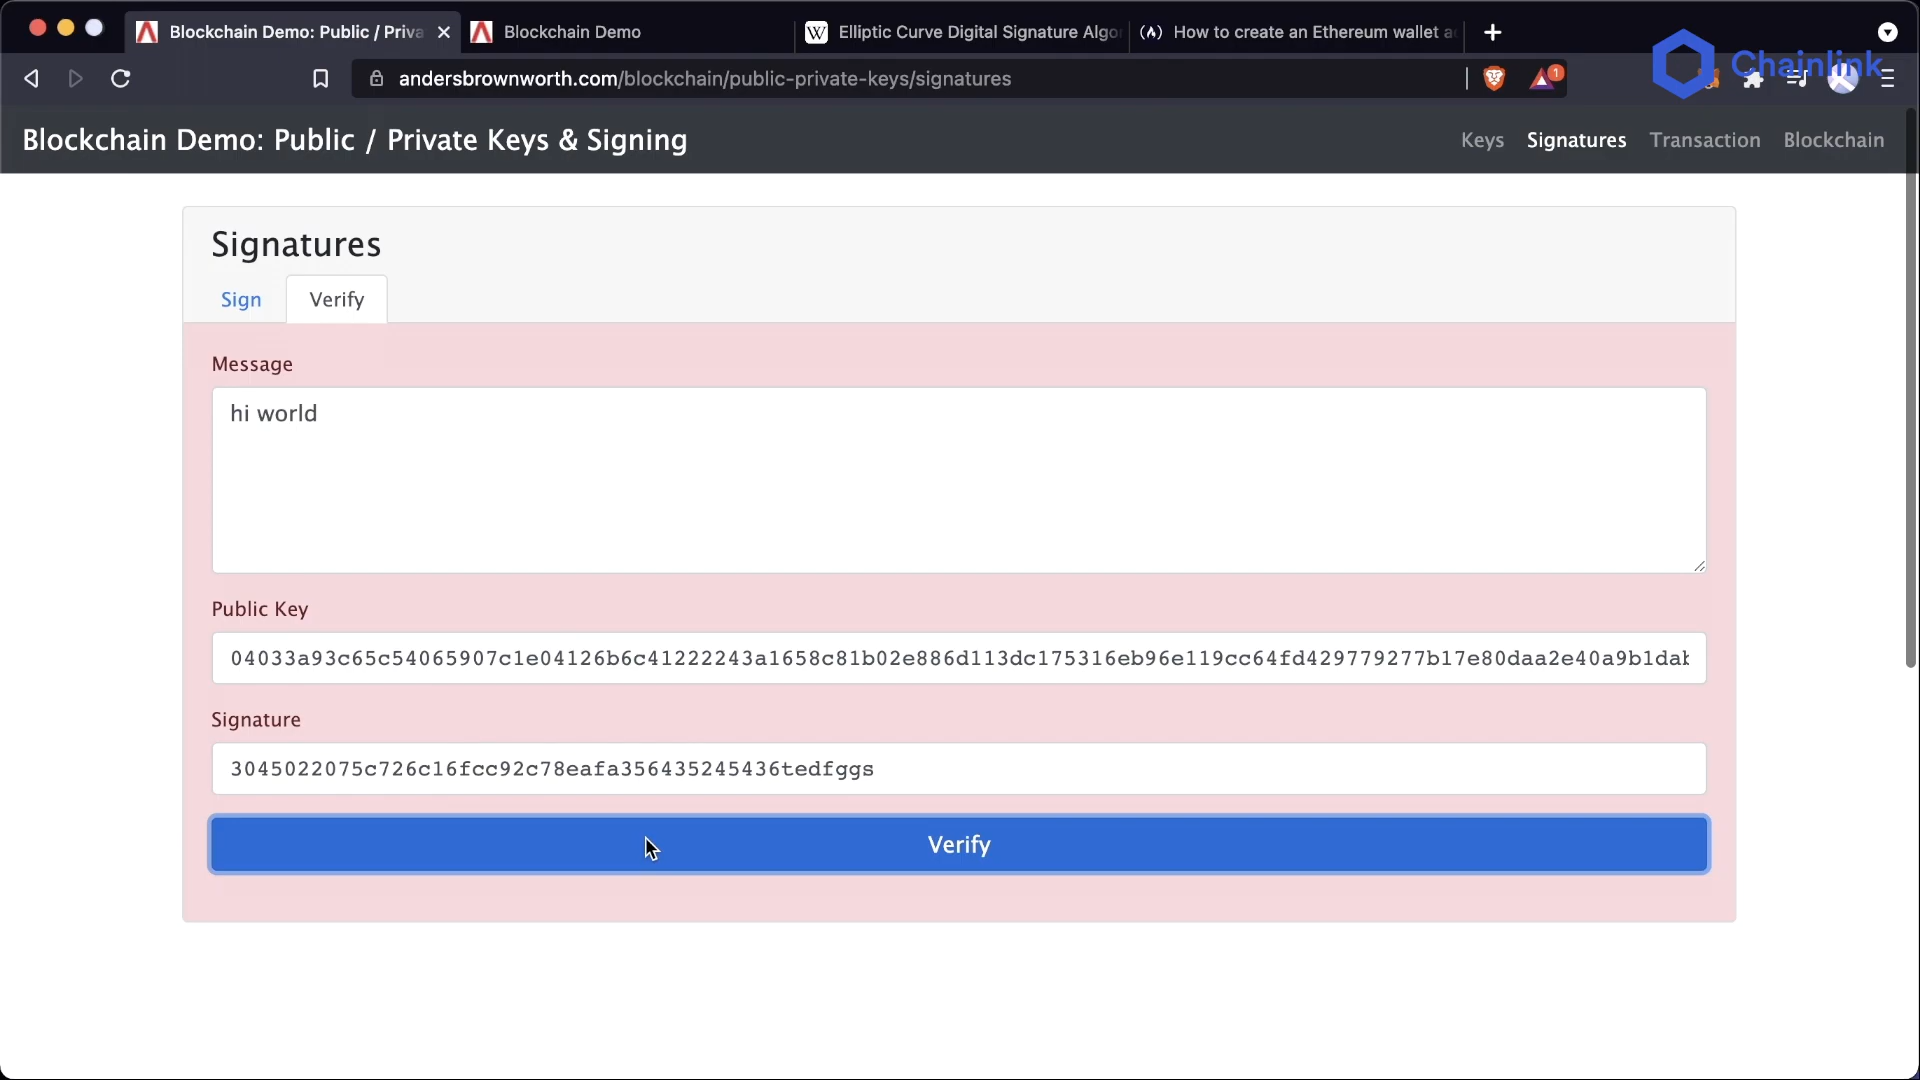 Blockchain Demo: Public / Priva
Blockchain Demo
Elliptic Curve Digital Signature Algo
How to create an Ethereum wallet a
andersbrownworth.com/blockchain/public-private-keys/signatures
1
Chainlink
Blockchain Demo: Public / Private Keys & Signing
Keys
Signatures
Transaction
Blockchain
Signatures
Sign
Verify
Message
hi world
Public Key
04033a93c65c54065907c1e04126b6c41222243a1658c81b02e886d113dc175316eb96e119cc64fd429779277b17e80daa2e40a9b1dab
Signature
3045022075c726c16fcc92c78eafa356435245436tedfggs
Verify